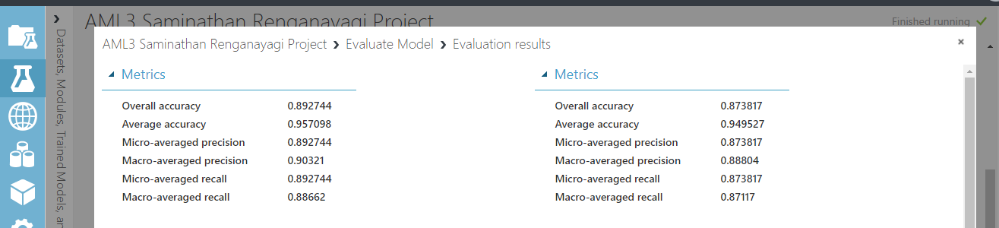 AML3 Saminathan Renganayagi Project
Finished running
Datasets, Modules, Trained Models, an
AML3 Saminathan Renganayagi Project > Evaluate Model > Evaluation results
×
Metrics
Overall accuracy 0.892744
Average accuracy 0.957098
Micro-averaged precision 0.892744
Macro-averaged precision 0.90321
Micro-averaged recall 0.892744
Macro-averaged recall 0.88662
Metrics
Overall accuracy 0.873817
Average accuracy 0.949527
Micro-averaged precision 0.873817
Macro-averaged precision 0.88804
Micro-averaged recall 0.873817
Macro-averaged recall 0.87117